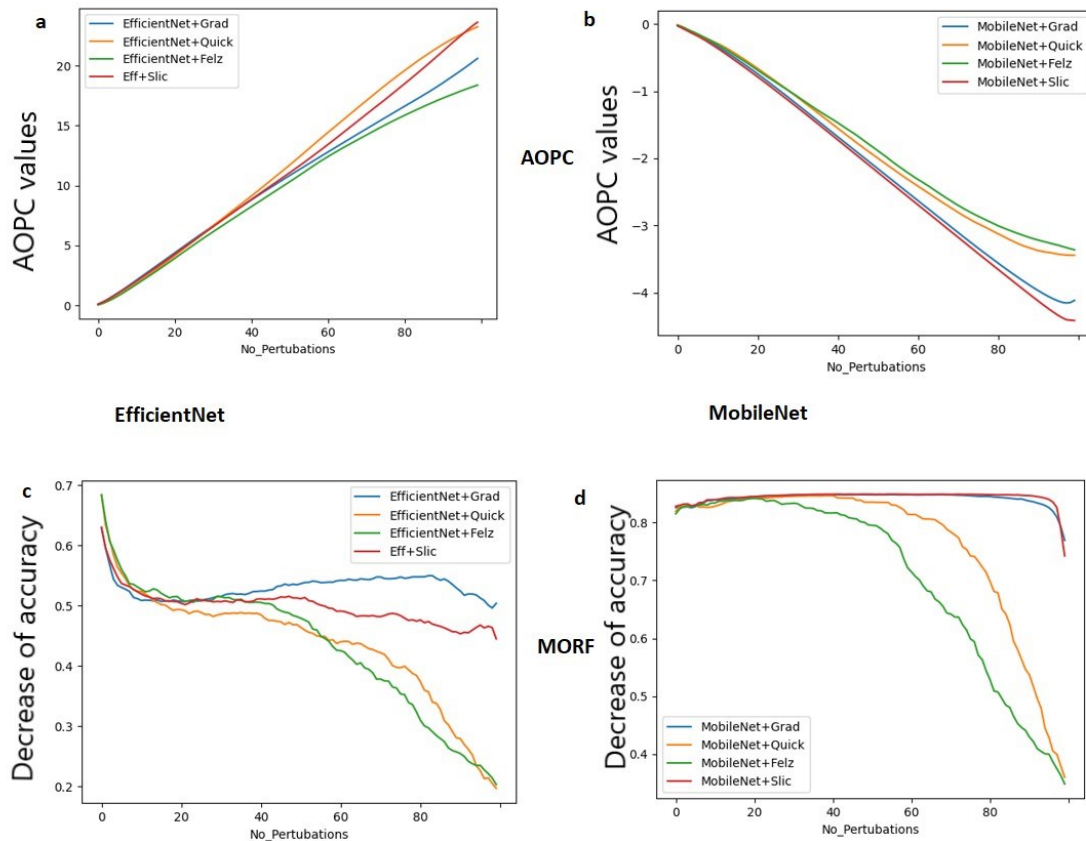 a
EfficientNet+Grad
EfficientNet+Quick
EfficientNet+Felz
Eff+Slic
AOPC values
20
15
10
5
0
0 20 40 60 80
No_Pertubations
AOPC
b
MobileNet+Grad
MobileNet+Quick
MobileNet+Felz
MobileNet+Slic
AOPC values
0
−1
−2
−3
−4
0 20 40 60 80
No_Pertubations
EfficientNet
MobileNet
c
EfficientNet+Grad
EfficientNet+Quick
EfficientNet+Felz
Eff+Slic
Decrease of accuracy
0.7
0.6
0.5
0.4
0.3
0.2
0 20 40 60 80
No_Pertubations
MORF
d
Decrease of accuracy
0.8
0.7
0.6
0.5
0.4
MobileNet+Grad
MobileNet+Quick
MobileNet+Felz
MobileNet+Slic
0 20 40 60 80
No_Pertubations